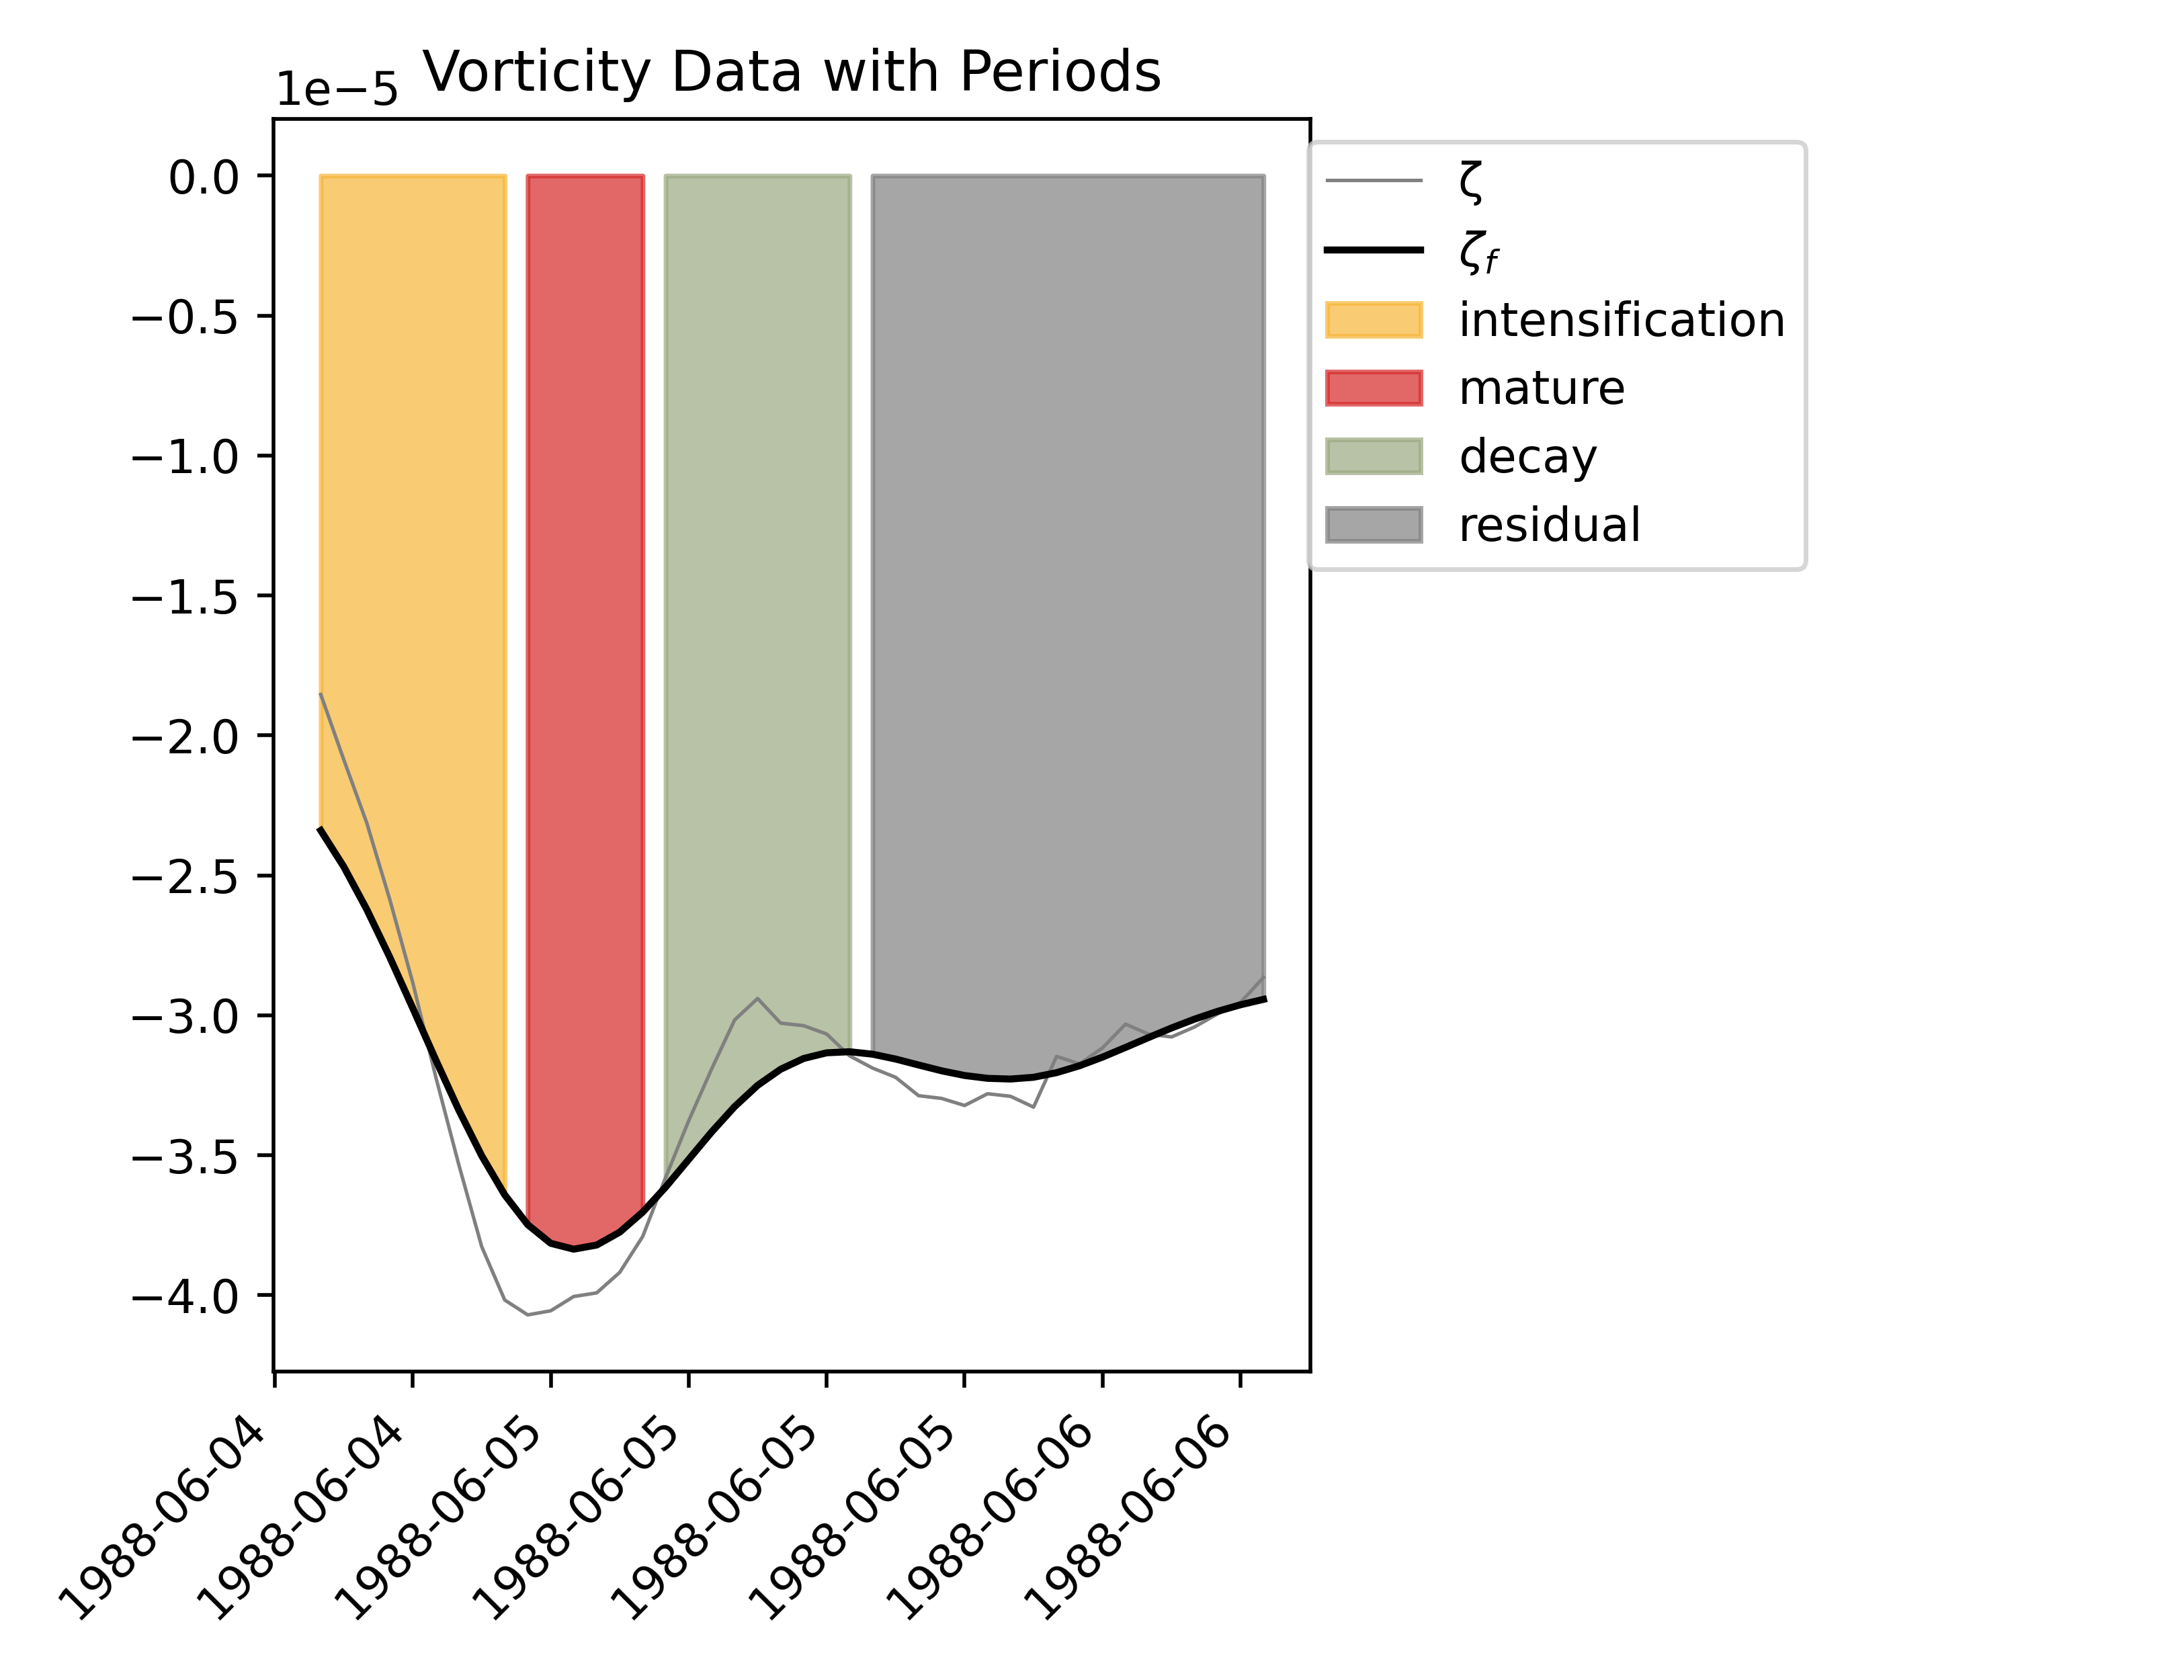 Vorticity Data with Periods
1e−5
0.0
−0.5
−1.0
−1.5
−2.0
−2.5
−3.0
−3.5
−4.0
1988-06-04
1988-06-04
1988-06-05
1988-06-05
1988-06-05
1988-06-05
1988-06-06
1988-06-06
ζ
ζf
intensification
mature
decay
residual